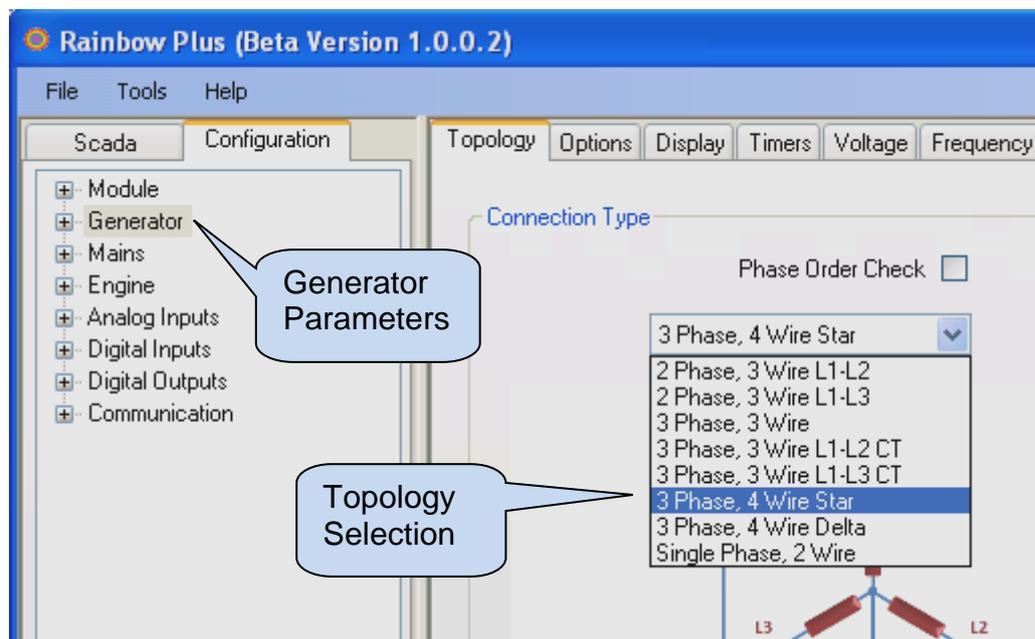 Rainbow Plus (Beta Version 1.0.0.2)
File Tools Help
Scada Configuration
Topology Options Display Timers Voltage Frequency
Module
Generator
Mains
Engine
Analog Inputs
Digital Inputs
Digital Outputs
Communication
Generator
Parameters
Connection Type
Phase Order Check
3 Phase, 4 Wire Star
2 Phase, 3 Wire L1-L2
2 Phase, 3 Wire L1-L3
3 Phase, 3 Wire
3 Phase, 3 Wire L1-L2 CT
3 Phase, 3 Wire L1-L3 CT
3 Phase, 4 Wire Star
3 Phase, 4 Wire Delta
Single Phase, 2 Wire
Topology
Selection
L3 L2